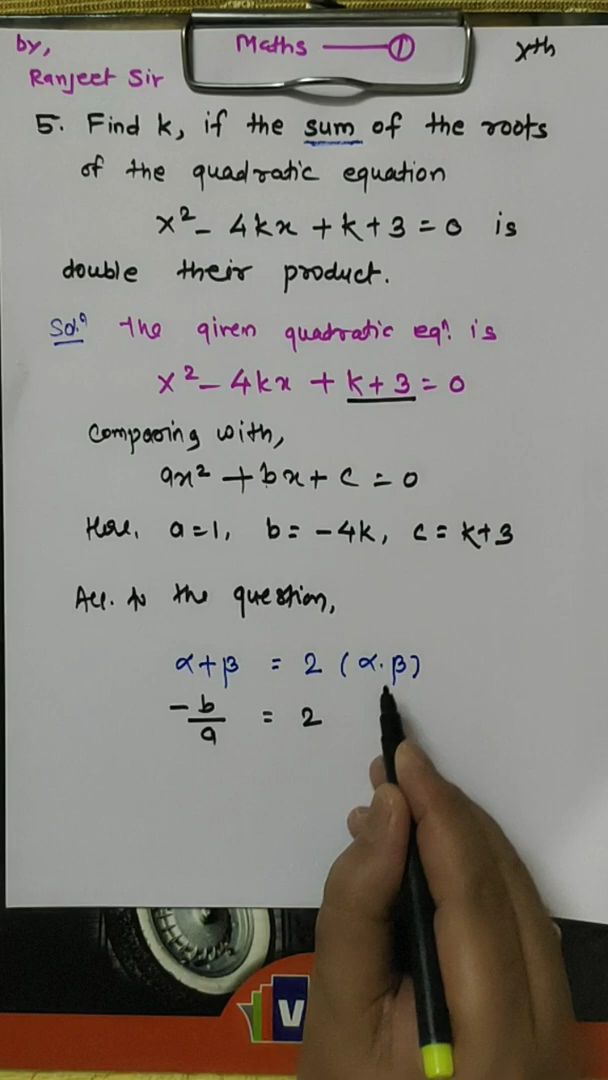 by,
Ranjeet Sir
Maths —— ①
Xth
5. Find k, if the sum of the roots
of the quadratic equation
x² - 4kx + k + 3 = 0 is
double their product.
Solⁿ the given quadratic eqⁿ. is
x² - 4kx + k + 3 = 0
Comparing with,
ax² + bx + c = 0
Here, a = 1, b = -4k, c = k+3
Acc. to the question,
α+β = 2 (α.β)
-b/a = 2
V